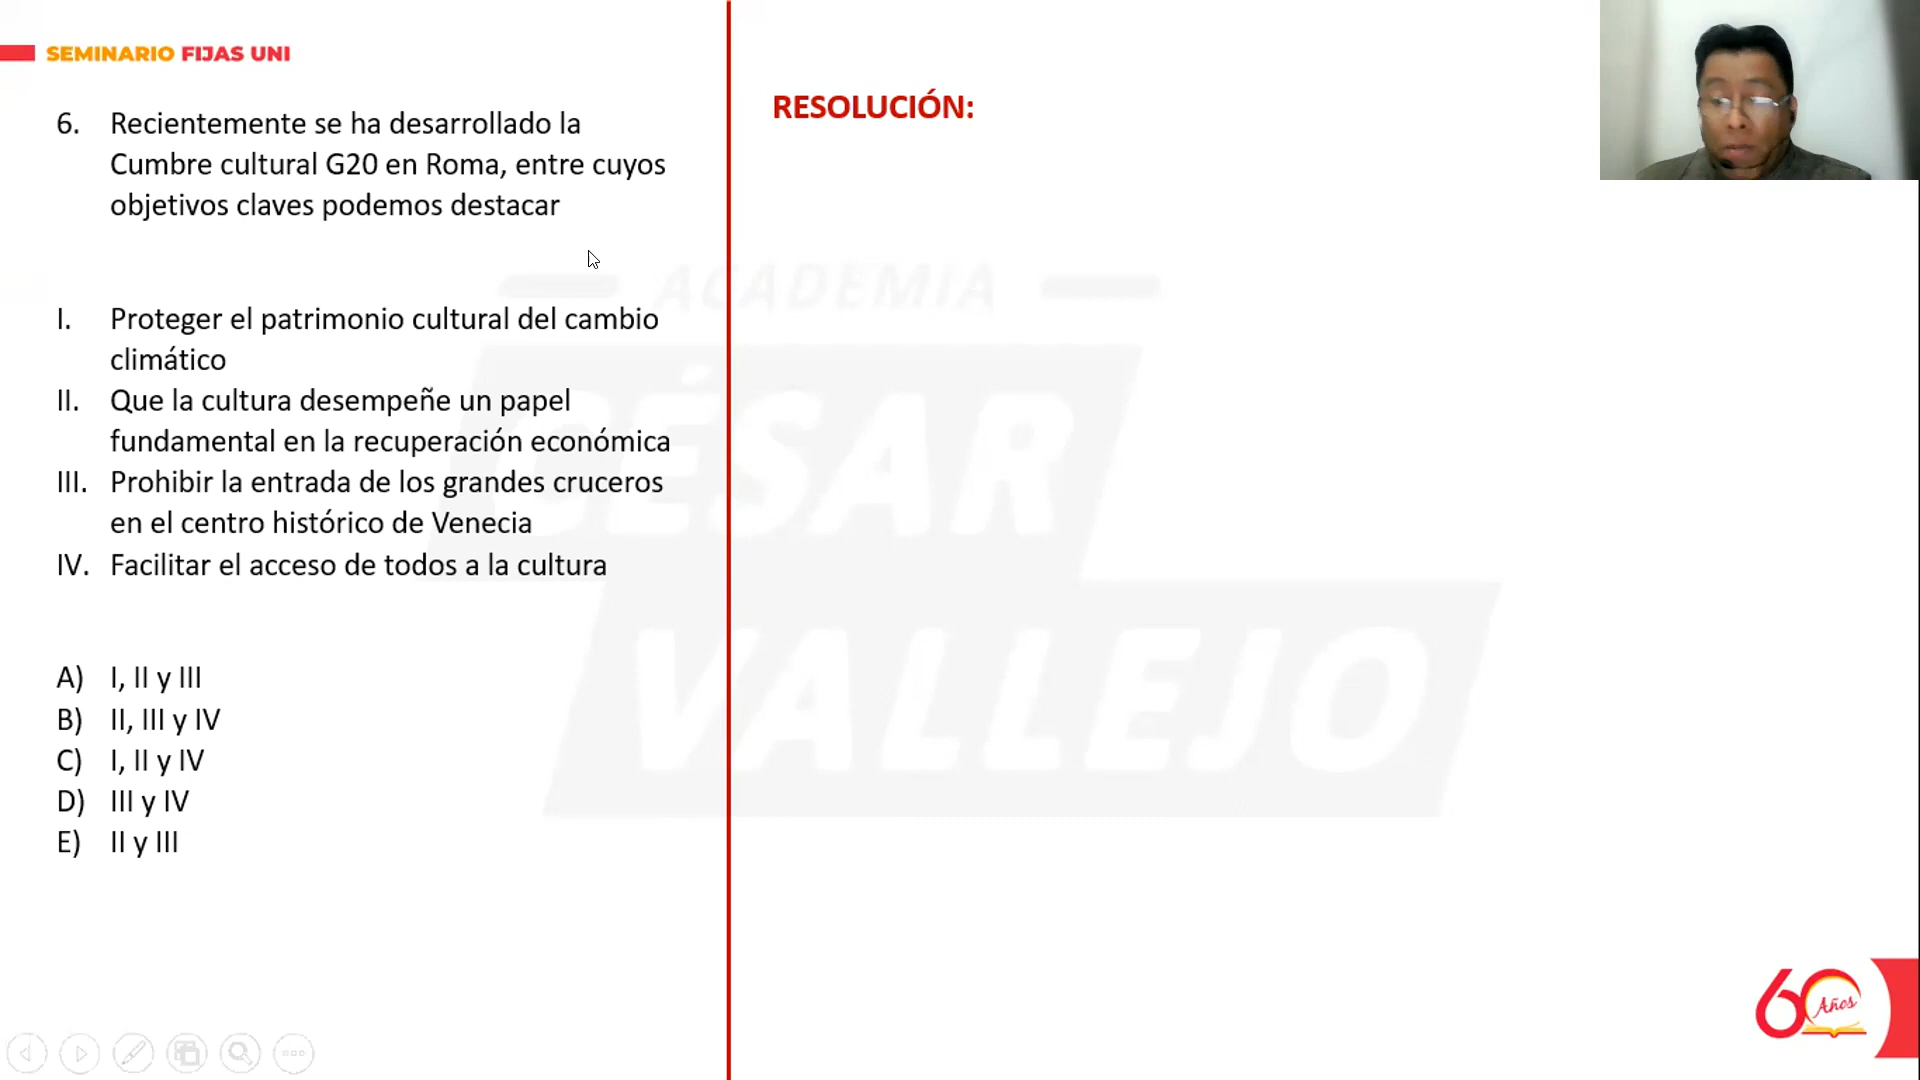 SEMINARIO FIJAS UNI
6. Recientemente se ha desarrollado la
Cumbre cultural G20 en Roma, entre cuyos
objetivos claves podemos destacar
I. Proteger el patrimonio cultural del cambio
climático
II. Que la cultura desempeñe un papel
fundamental en la recuperación económica
III. Prohibir la entrada de los grandes cruceros
en el centro histórico de Venecia
IV. Facilitar el acceso de todos a la cultura
A) I, II y III
B) II, III y IV
C) I, II y IV
D) III y IV
E) II y III
RESOLUCIÓN:
ACADEMIA
CÉSAR
VALLEJO
60
Años